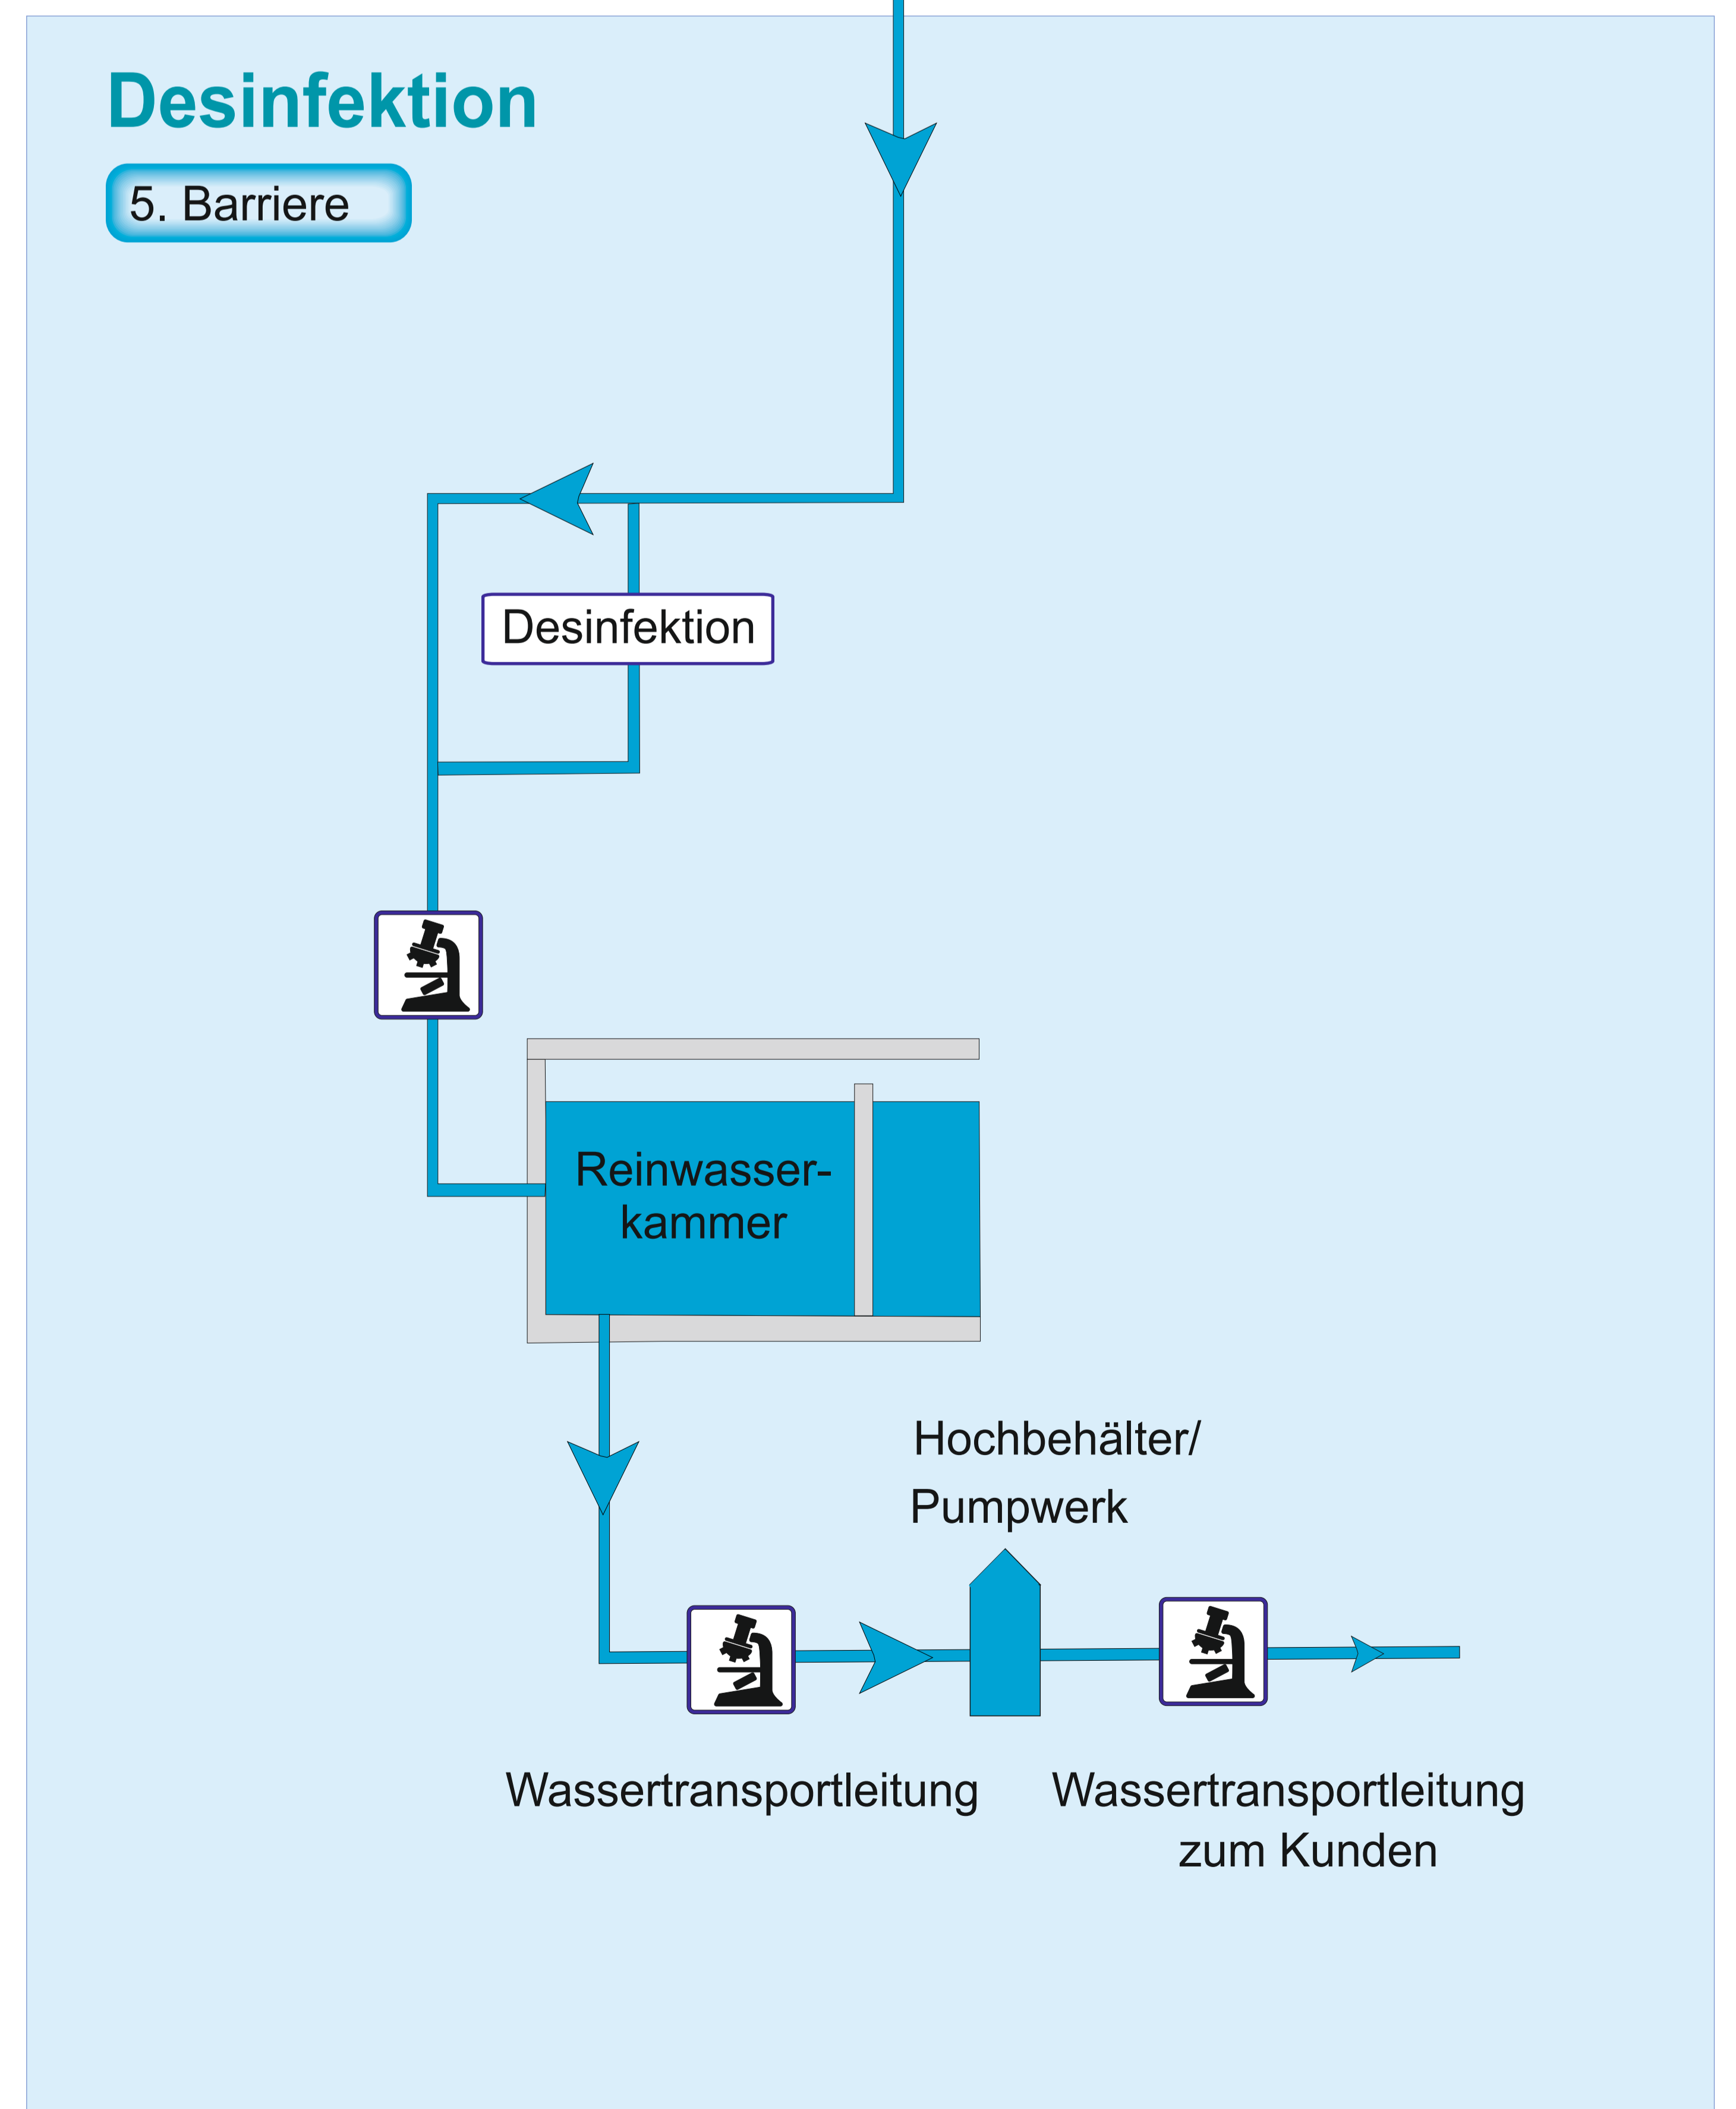 Desinfektion
5. Barriere
Desinfektion
Reinwasser-
kammer
Hochbehälter/
Pumpwerk
Wassertransportleitung
Wassertransportleitung
zum Kunden